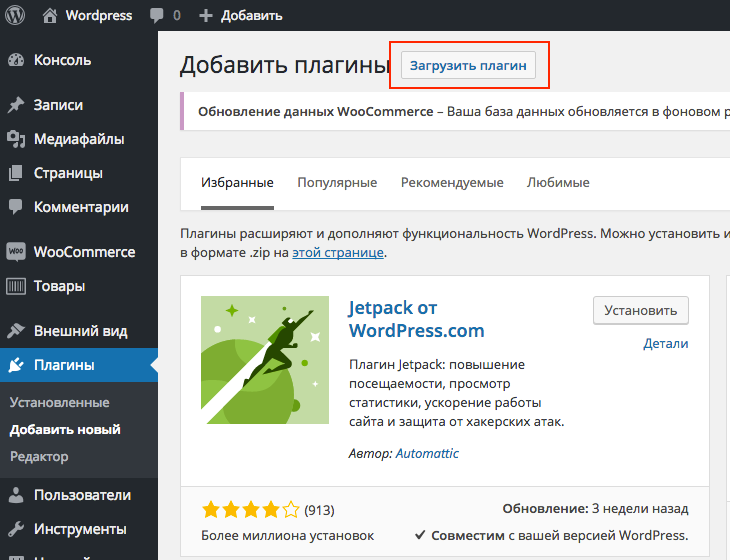 Wordpress 0 Добавить
Консоль
Записи
Медиафайлы
Страницы
Комментарии
WooCommerce
Товары
Внешний вид
Плагины
Установленные
Добавить новый
Редактор
Пользователи
Инструменты
Добавить плагины Загрузить плагин
Обновление данных WooCommerce – Ваша база данных обновляется в фоновом р
Избранные Популярные Рекомендуемые Любимые
Плагины расширяют и дополняют функциональность WordPress. Можно установить и
в формате .zip на этой странице.
Jetpack от
WordPress.com
Установить
Детали
Плагин Jetpack: повышение
посещаемости, просмотр
статистики, ускорение работы
сайта и защита от хакерских атак.
Автор: Automattic
(913)
Более миллиона установок
Обновление: 3 недели назад
Совместим с вашей версией WordPress.